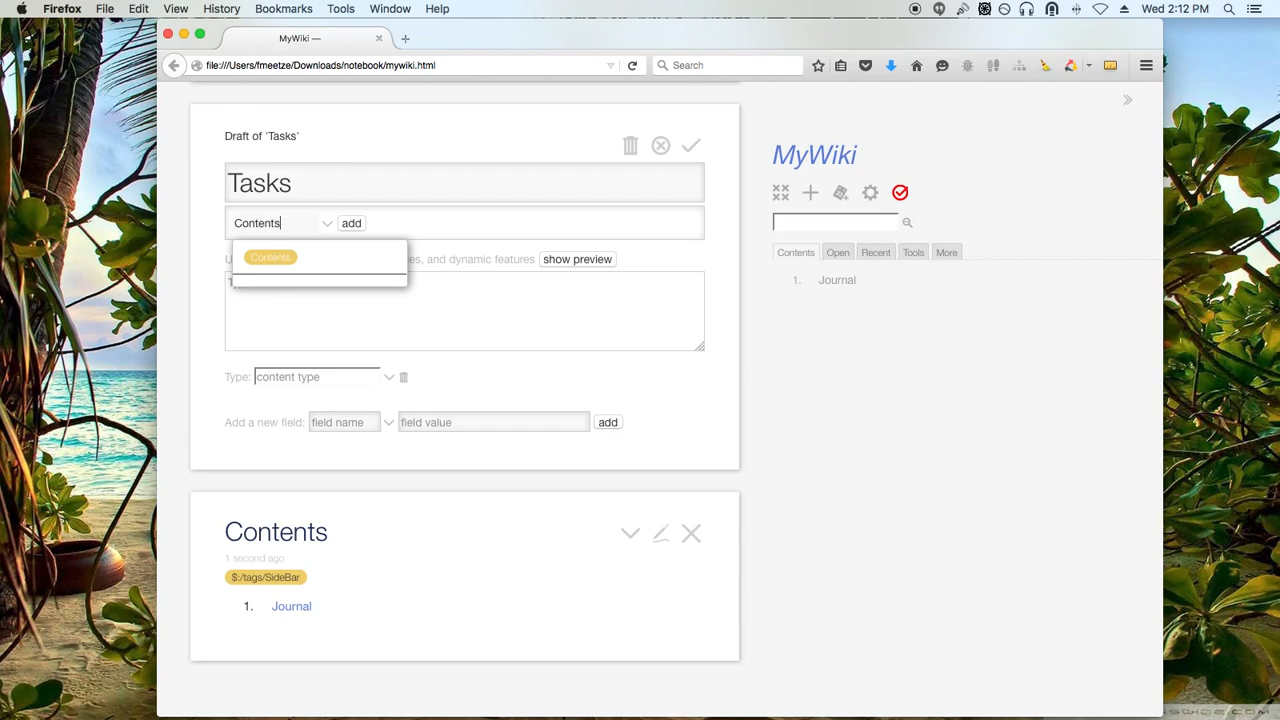 Firefox File Edit View History Bookmarks Tools Window Help Wed 2:12 PM
MyWiki —
file:///Users/fmeetze/Downloads/notebook/mywiki.html Search
Draft of 'Tasks'
Tasks
Contents add
Contents
es, and dynamic features show preview
Type: content type
Add a new field: field name field value add
Contents
1 second ago
$:/tags/SideBar
1. Journal
MyWiki
Contents Open Recent Tools More
1. Journal